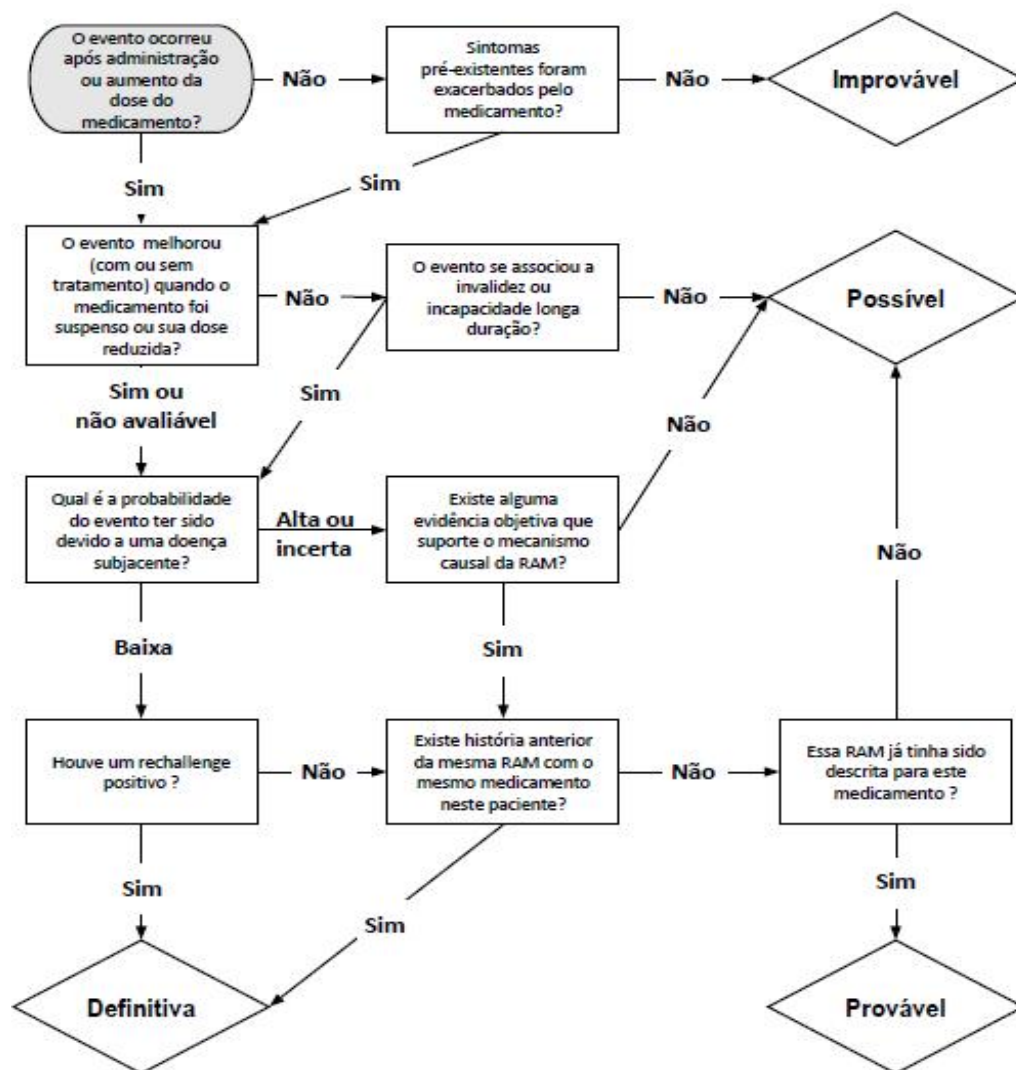 O evento ocorreu
após administração
ou aumento da
dose do
medicamento?
Não
Sintomas
pré-existentes foram
exacerbados pelo
medicamento?
Não
Improvável
Sim
Sim
O evento melhorou
(com ou sem
tratamento) quando o
medicamento foi
suspenso ou sua dose
reduzida?
Não
O evento se associou a
invalidez ou
incapacidade longa
duração?
Não
Possível
Sim ou
não avaliável
Sim
Não
Qual é a probabilidade
do evento ter sido
devido a uma doença
subjacente?
Alta ou
incerta
Existe alguma
evidência objetiva que
suporte o mecanismo
causal da RAM?
Não
Baixa
Sim
Houve um rechallenge
positivo ?
Não
Existe história anterior
da mesma RAM com o
mesmo medicamento
neste paciente?
Não
Essa RAM já tinha sido
descrita para este
medicamento ?
Sim
Sim
Sim
Definitiva
Provável